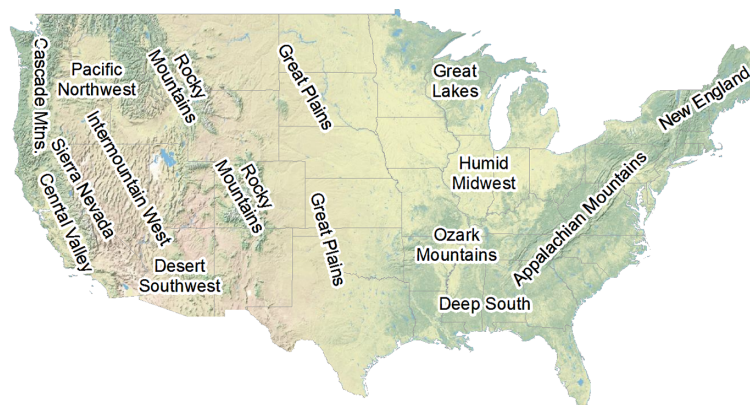 Cascade Mtns.
Pacific
Northwest
Rocky
Mountains
Great Plains
Great
Lakes
New England
Sierra Nevada
Cenrtal Valley
Intermountain West
Rocky
Mountains
Great Plains
Humid
Midwest
Appalachian Mountains
Ozark
Mountains
Desert
Southwest
Deep South